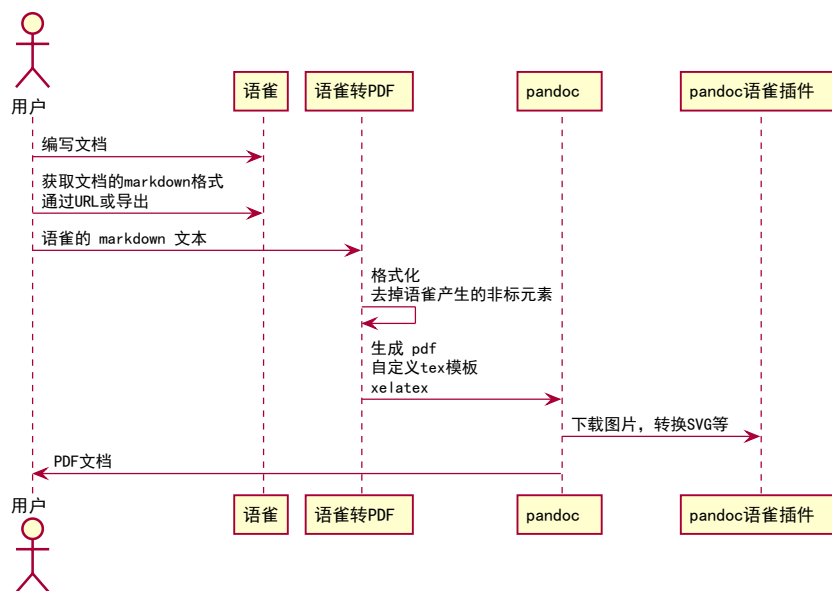 用户
语雀
语雀转PDF
pandoc
pandoc语雀插件
编写文档
获取文档的markdown格式
通过URL或导出
语雀的 markdown 文本
格式化
去掉语雀产生的非标元素
生成 pdf
自定义tex模板
xelatex
下载图片，转换SVG等
PDF文档
用户
语雀
语雀转PDF
pandoc
pandoc语雀插件